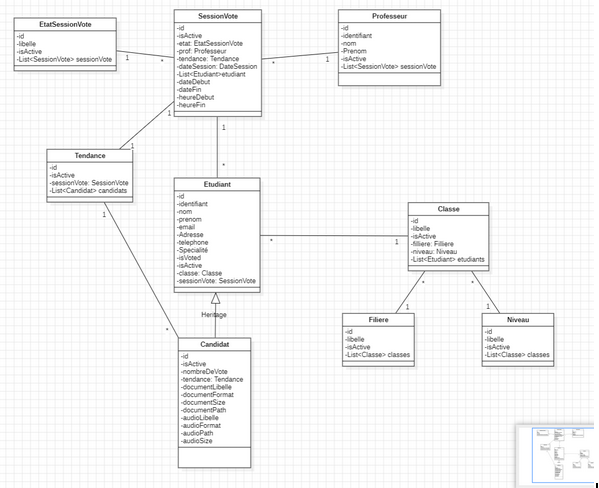 EtatSessionVote
-id
-libelle
-isActive
-List<SessionVote> sessionVote
SessionVote
-id
-isActive
-etat: EtatSessionVote
-prof: Professeur
-tendance: Tendance
-dateSession: DateSession
-List<Etudiant>etudiant
-dateDebut
-dateFin
-heureDebut
-heureFin
Professeur
-id
-identifiant
-nom
-Prenom
-isActive
-List<SessionVote> sessionVote
1
*
*
1
1
1
1
*
Tendance
-id
-isActive
-sessionVote: SessionVote
-List<Candidat> candidats
1
*
Etudiant
-id
-identifiant
-nom
-prenom
-email
-Adresse
-telephone
-Specialité
-isVoted
-isActive
-classe: Classe
-sessionVote: SessionVote
*
1
Classe
-id
-libelle
-isActive
-filliere: Filliere
-niveau: Niveau
-List<Etudiant> etudiants
*
*
1
1
Filiere
-id
-libelle
-isActive
-List<Classe> classes
Niveau
-id
-libelle
-isActive
-List<Classe> classes
Heritage
Candidat
-id
-isActive
-nombreDeVote
-tendance: Tendance
-documentLibelle
-documentFormat
-documentSize
-documentPath
-audioLibelle
-audioFormat
-audioPath
-audioSize